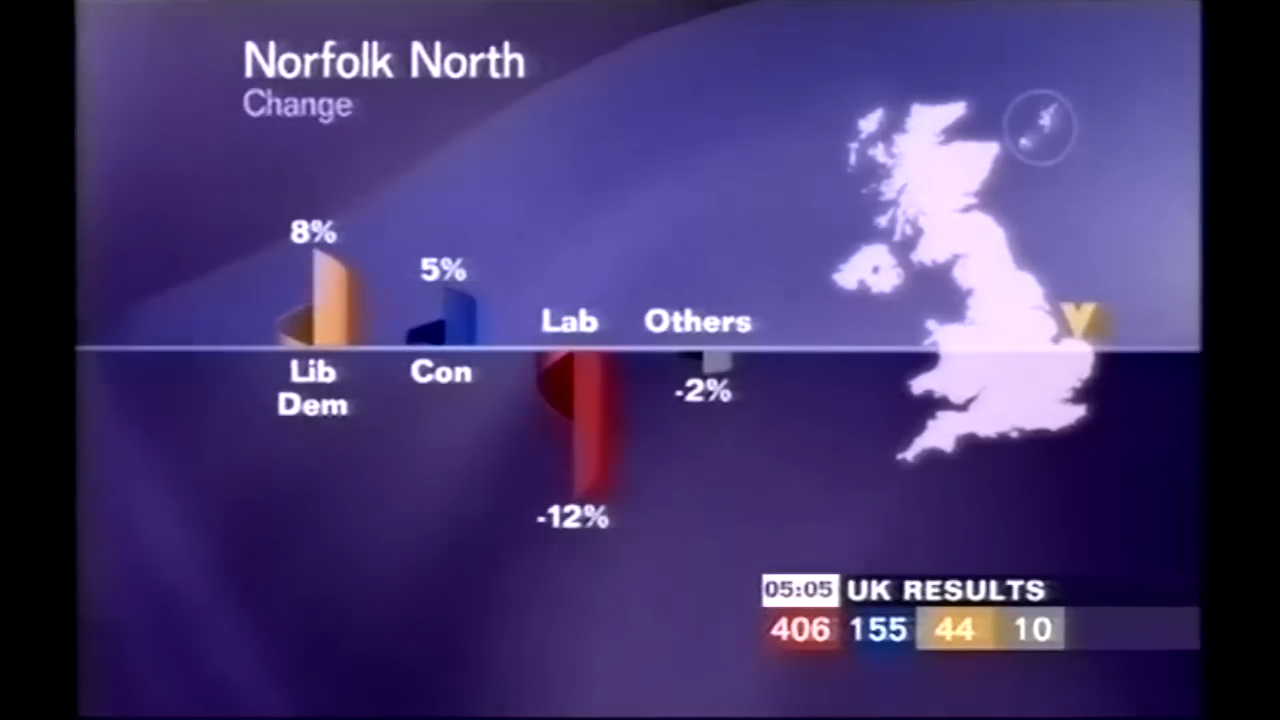 Norfolk North
Change
8%
5%
Lab
Others
Lib
Dem
Con
-2%
-12%
05:05 UK RESULTS
406 155 44 10